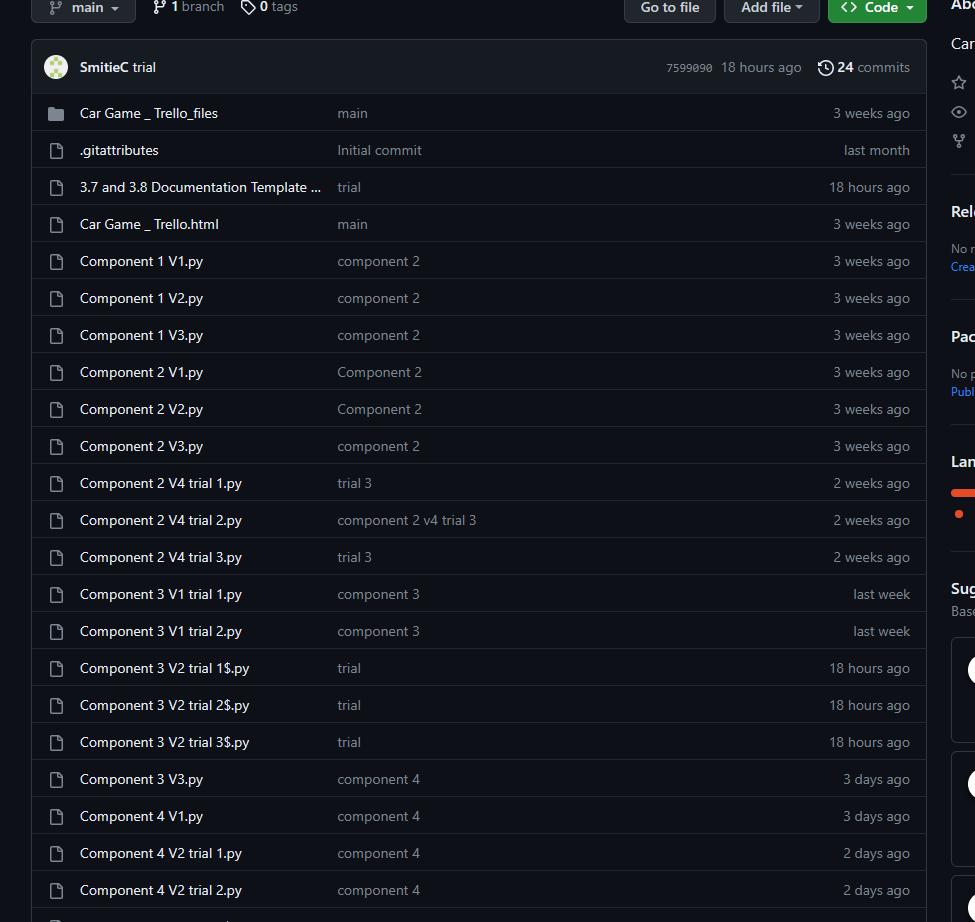 main 1 branch 0 tags Go to file Add file Code
SmitieC trial 7599090 18 hours ago 24 commits
Car Game _ Trello_files main 3 weeks ago
.gitattributes Initial commit last month
3.7 and 3.8 Documentation Template ... trial 18 hours ago
Car Game _ Trello.html main 3 weeks ago
Component 1 V1.py component 2 3 weeks ago
Component 1 V2.py component 2 3 weeks ago
Component 1 V3.py component 2 3 weeks ago
Component 2 V1.py Component 2 3 weeks ago
Component 2 V2.py Component 2 3 weeks ago
Component 2 V3.py component 2 3 weeks ago
Component 2 V4 trial 1.py trial 3 2 weeks ago
Component 2 V4 trial 2.py component 2 v4 trial 3 2 weeks ago
Component 2 V4 trial 3.py trial 3 2 weeks ago
Component 3 V1 trial 1.py component 3 last week
Component 3 V1 trial 2.py component 3 last week
Component 3 V2 trial 1$.py trial 18 hours ago
Component 3 V2 trial 2$.py trial 18 hours ago
Component 3 V2 trial 3$.py trial 18 hours ago
Component 3 V3.py component 4 3 days ago
Component 4 V1.py component 4 3 days ago
Component 4 V2 trial 1.py component 4 2 days ago
Component 4 V2 trial 2.py component 4 2 days ago
Abo
Car
Rele
No r
Crea
Pac
No p
Publ
Lan
Sug
Base